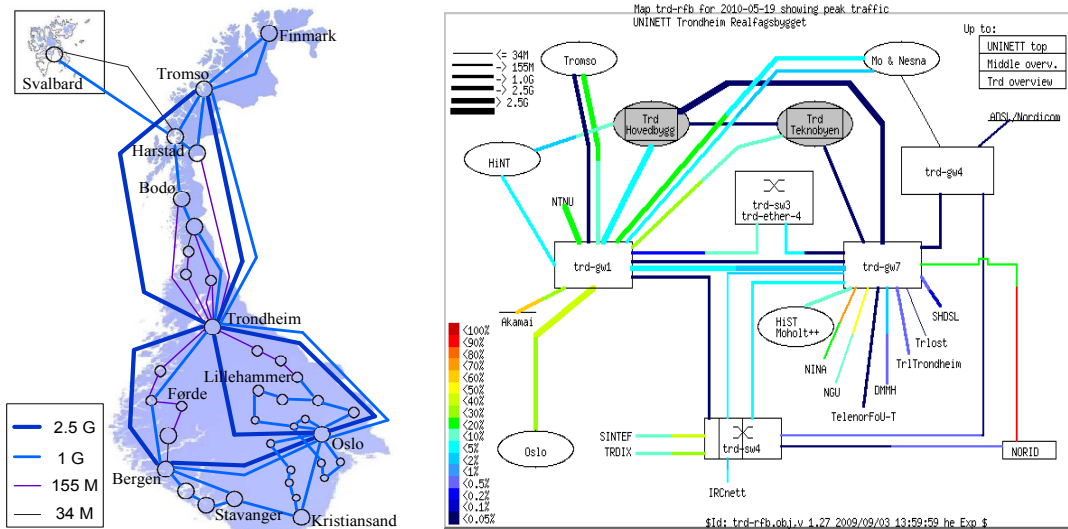 Finmark
Tromso
Svalbard
Harstad
Bodø
Trondheim
Lillehammer
Førde
Oslo
Bergen
Stavanger
Kristiansand
2.5 G
1 G
155 M
34 M
Map trd-rfb for 2010-05-19 showing peak traffic
UNINETT Trondheim Realfagsbygget
Up to:
UNINETT top
Middle overv.
Trd overview
<= 34M
-> 155M
-> 1.0G
-> 2.5G
> 2.5G
Tromso
Mo & Nesna
Trd
Hovedbygg
Trd
Teknobyen
ADSL/Nordicom
HiNT
trd-gw4
NTNU
trd-sw3
trd-ether-4
trd-gw1
trd-gw7
Akamai
HiST
Moholt++
SHDSL
Trlost
TrlTrondheim
NINA
NGU
DMMH
TelenorFoU-T
<100%
<90%
<80%
<70%
<60%
<50%
<40%
<30%
<20%
<10%
<5%
<2%
<1%
<0.5%
<0.2%
<0.1%
<0.05%
Oslo
SINTEF
TRDIX
trd-sw4
NORID
IRCnett
$Id: trd-rfb.obj,v 1.27 2009/09/03 13:59:59 he Exp $